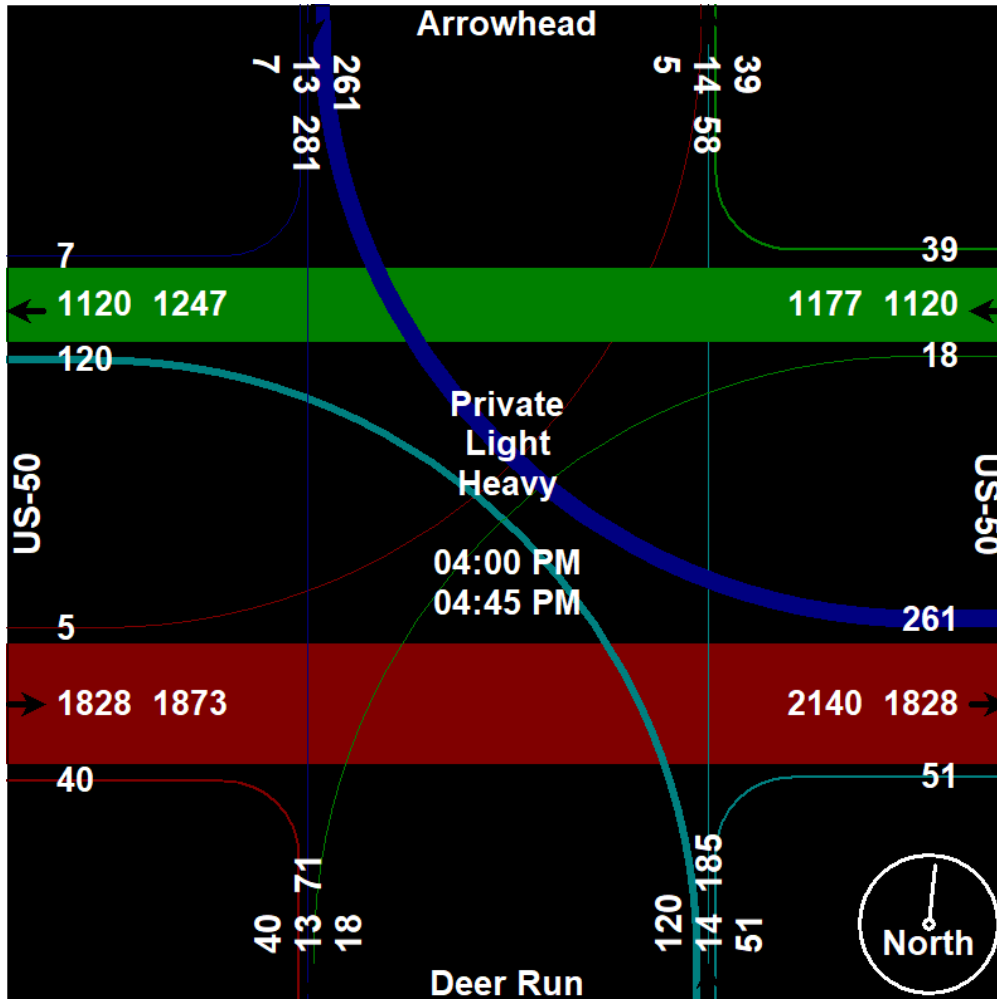 Arrowhead
7 13 261
281
5 14 39
58
7
39
1120 1247
1177 1120
120
18
Private
Light
Heavy
US-50
US-50
04:00 PM
04:45 PM
5
261
1828 1873
2140 1828
40
51
71
40 13 18
185
120 14 51
North
Deer Run